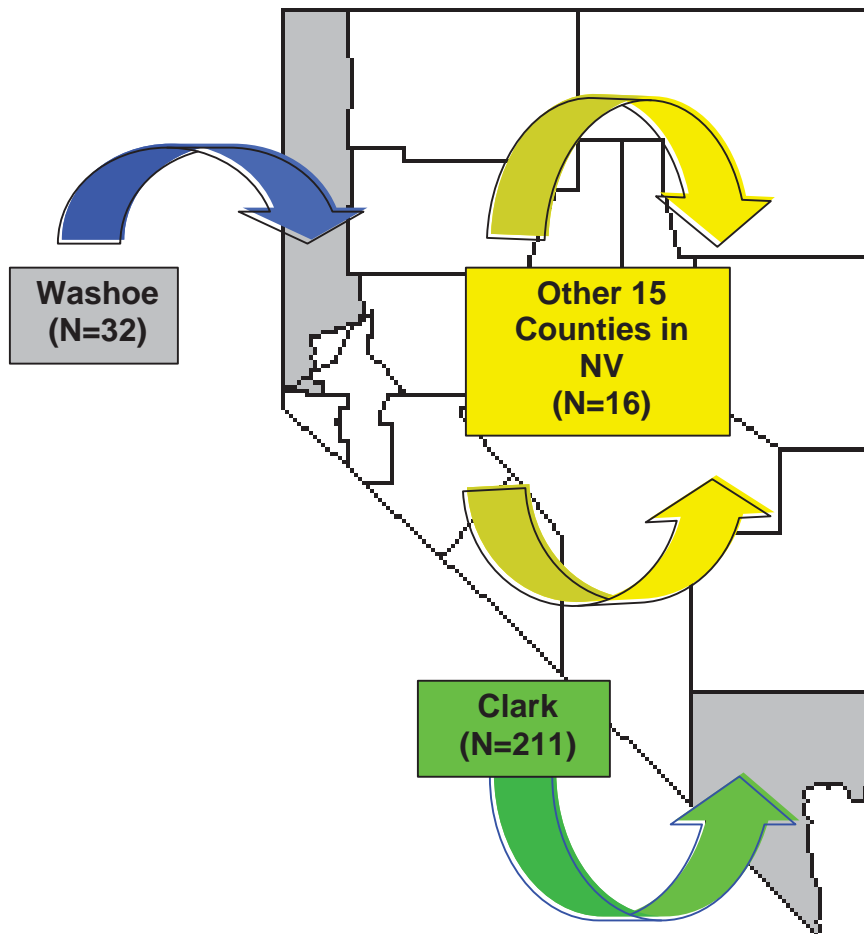 Washoe
(N=32)
Other 15
Counties in
NV
(N=16)
Clark
(N=211)